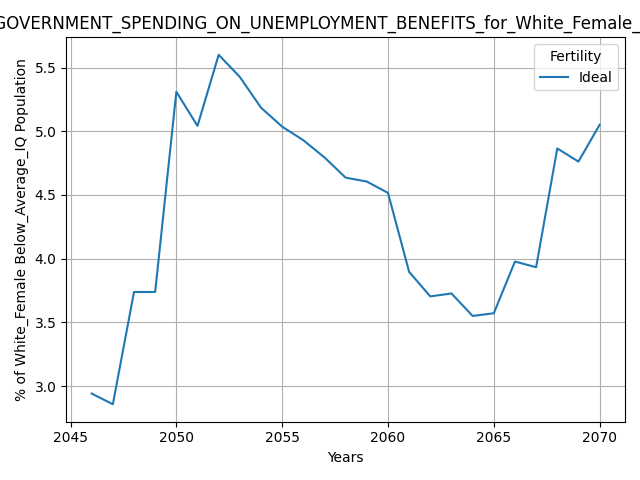 GOVERNMENT_SPENDING_ON_UNEMPLOYMENT_BENEFITS_for_White_Female_
Fertility
Ideal
% of White_Female Below_Average_IQ Population
5.5
5.0
4.5
4.0
3.5
3.0
2045 2050 2055 2060 2065 2070
Years